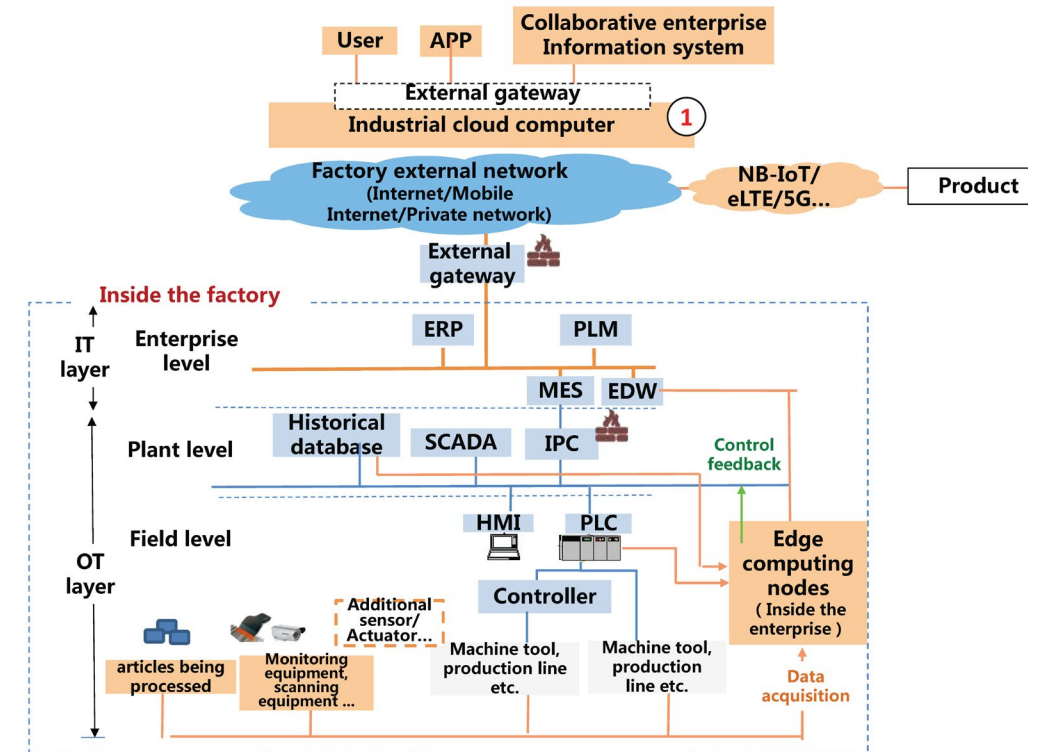 User
APP
Collaborative enterprise
Information system
External gateway
Industrial cloud computer
1
Factory external network
(Internet/Mobile
Internet/Private network)
NB-IoT/
eLTE/5G...
Product
External
gateway
Inside the factory
IT
layer
Enterprise
level
ERP
PLM
MES
EDW
Plant level
Historical
database
SCADA
IPC
Control
feedback
Field level
HMI
PLC
OT
layer
Edge
computing
nodes
( Inside the
enterprise )
Controller
Additional
sensor/
Actuator...
articles being
processed
Monitoring
equipment,
scanning
equipment ...
Machine tool,
production line
etc.
Machine tool,
production
line etc.
Data
acquisition